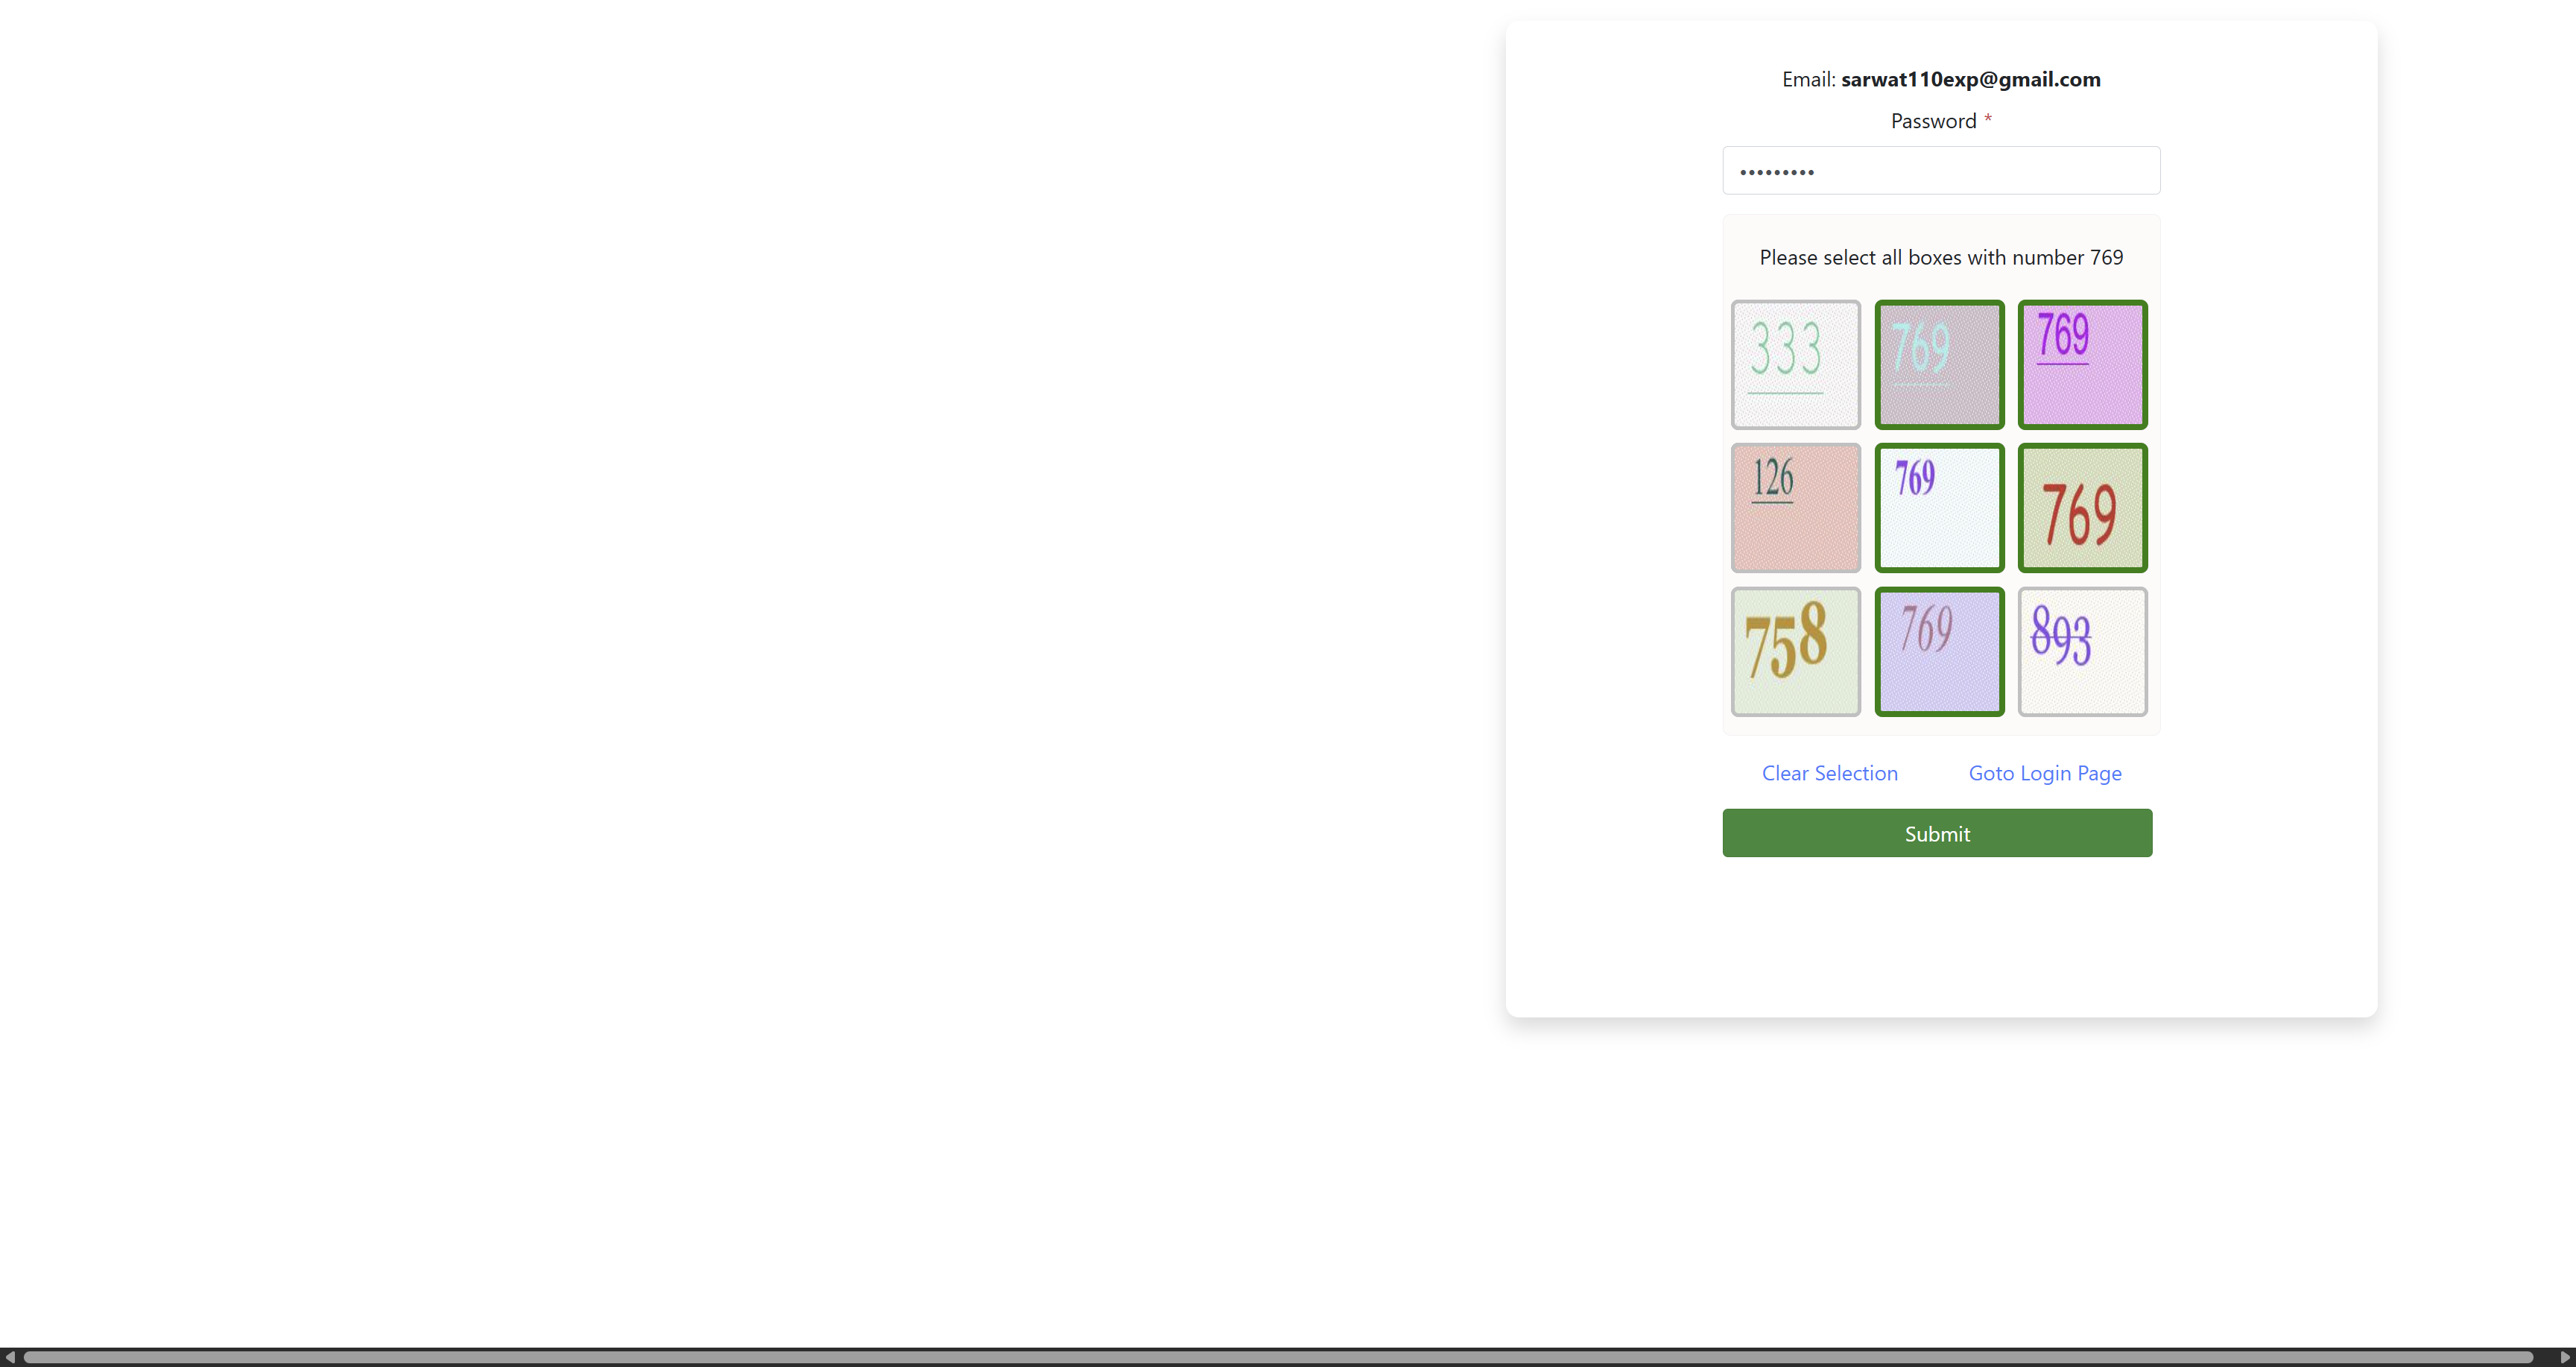 Email: sarwat110exp@gmail.com
Password *
•••••••••
Please select all boxes with number 769
333 769 769
126 769 769
758 769 893
Clear Selection Goto Login Page
Submit